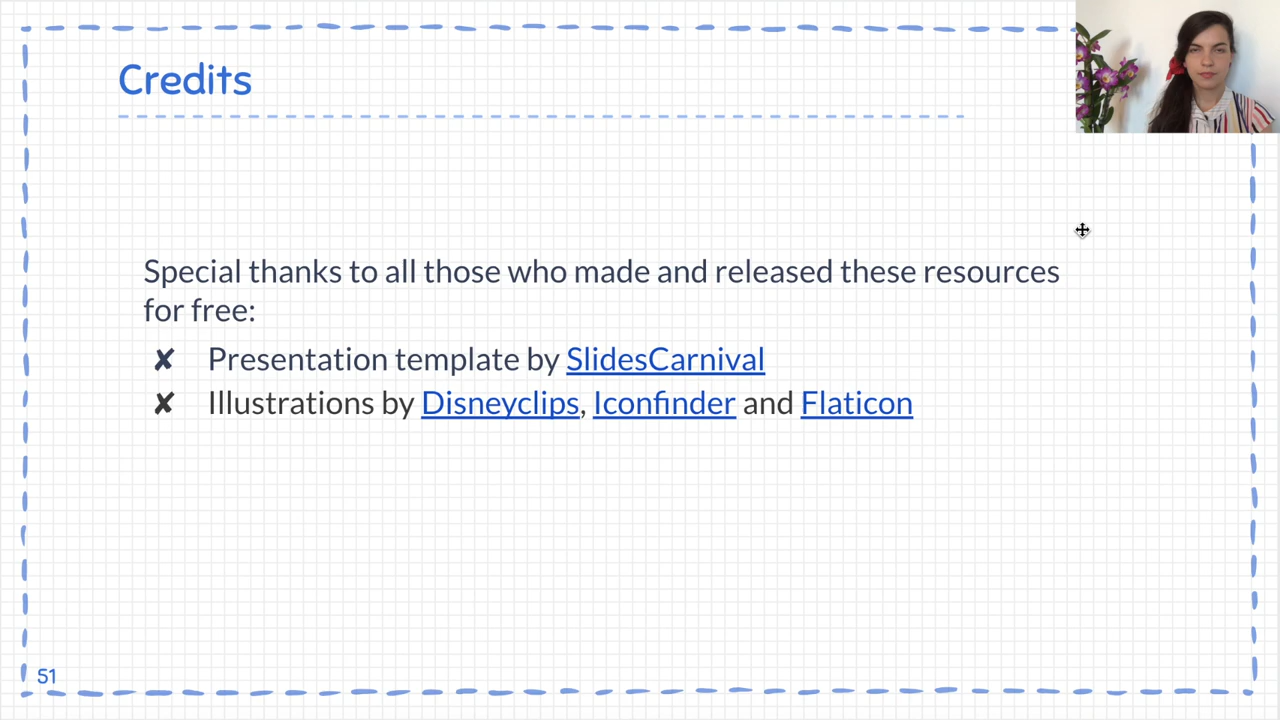 Credits
Special thanks to all those who made and released these resources
for free:
✘ Presentation template by SlidesCarnival
✘ Illustrations by Disneyclips, Iconfinder and Flaticon
51